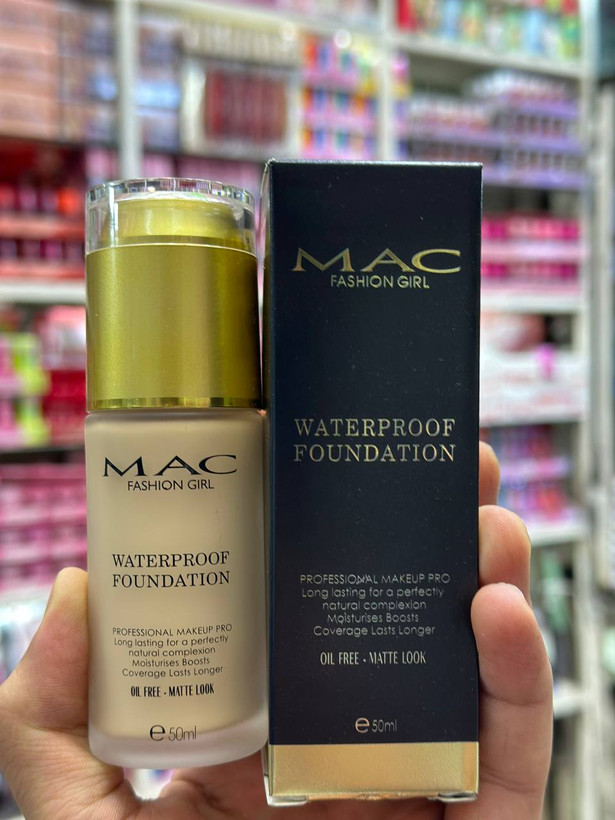 MAC
FASHION GIRL
WATERPROOF
FOUNDATION
PROFESSIONAL MAKEUP PRO
Long lasting for a perfectly
natural complexion
Moisturises Boosts
Coverage Lasts Longer
OIL FREE - MATTE LOOK
e 50ml
MAC
FASHION GIRL
WATERPROOF
FOUNDATION
PROFESSIONAL MAKEUP PRO
Long lasting for a perfectly
natural complexion
Moisturises Boosts
Coverage Lasts Longer
OIL FREE - MATTE LOOK
e 50ml